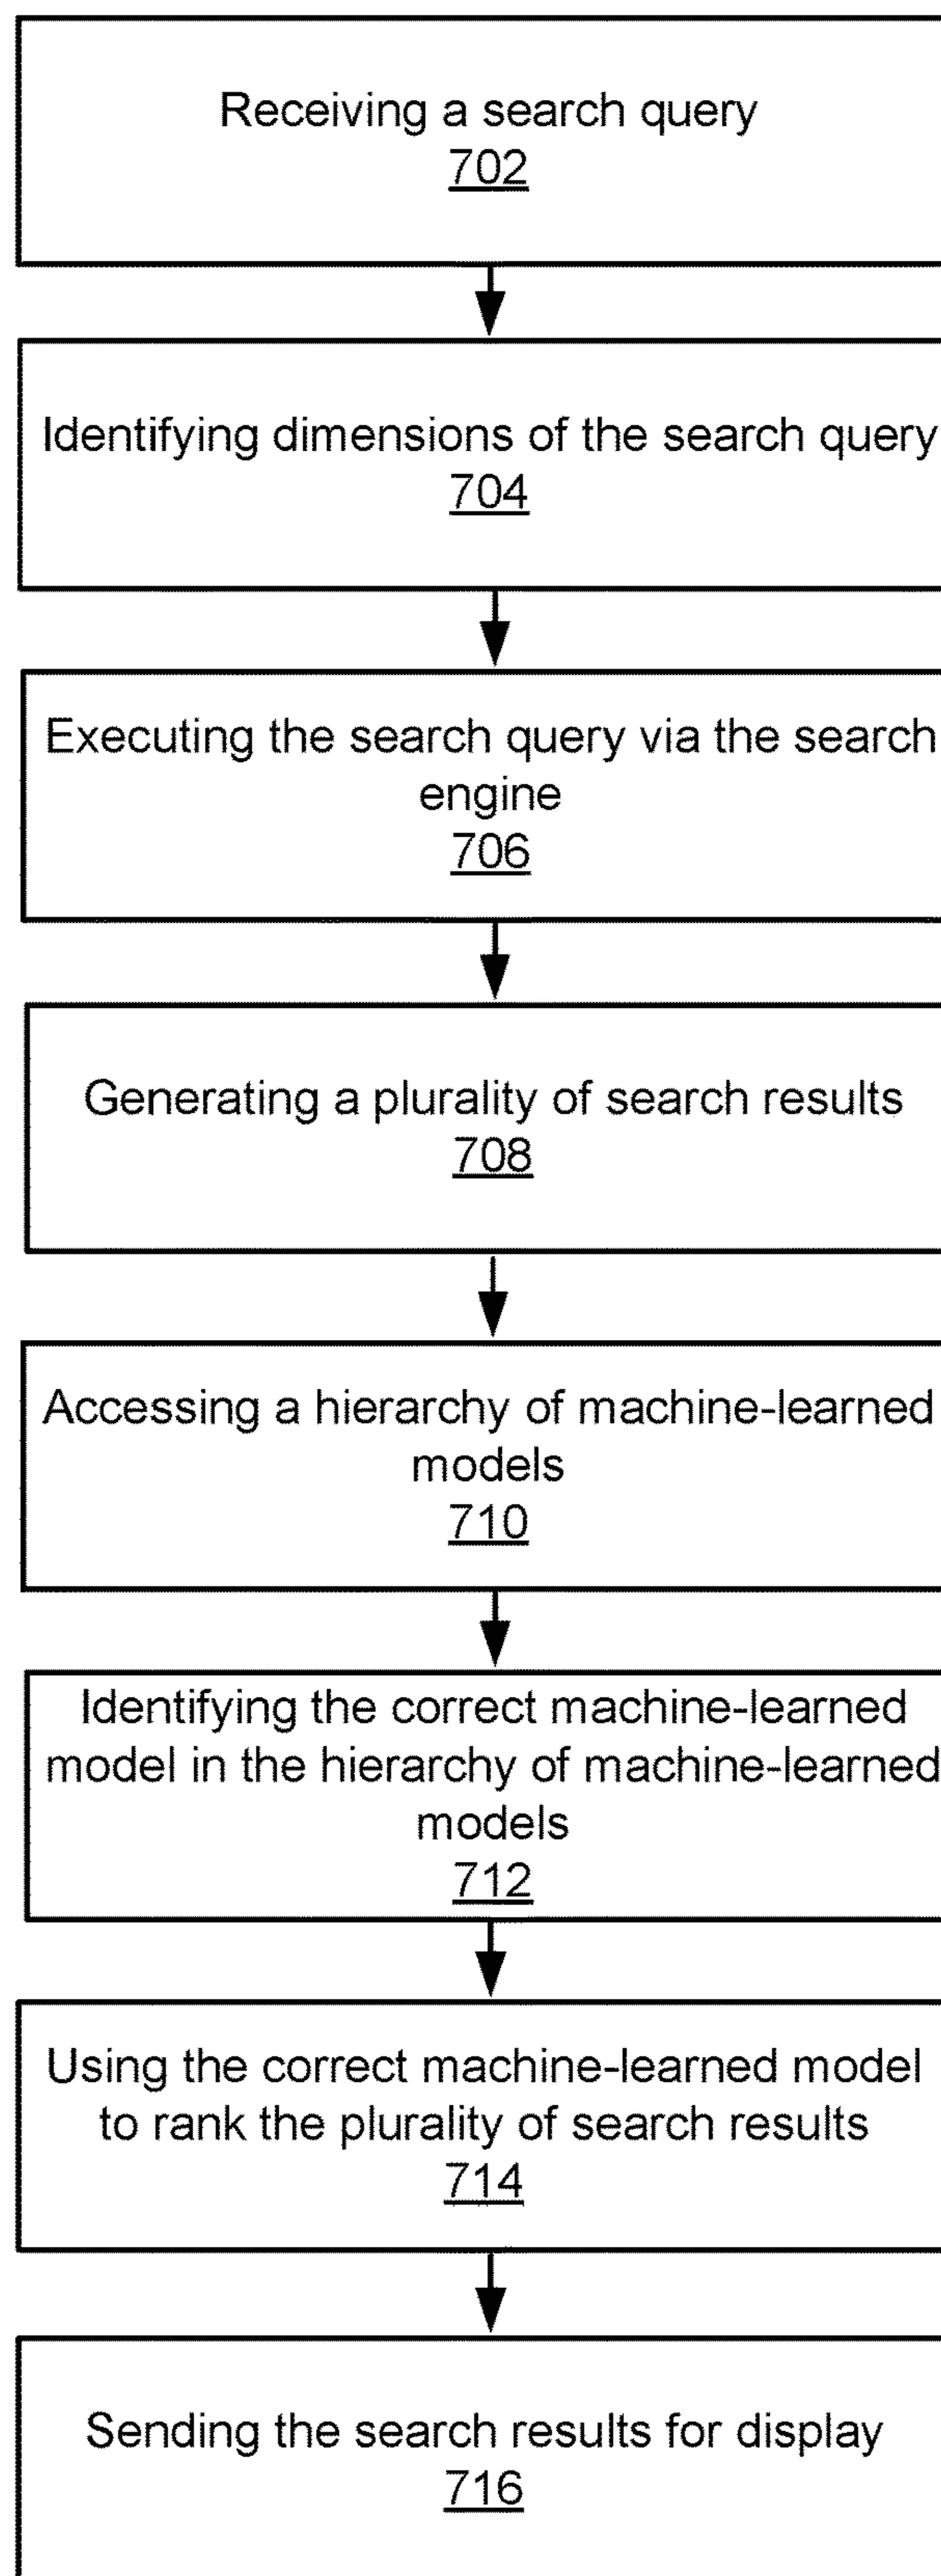 Receiving a search query
702
Identifying dimensions of the search query
704
Executing the search query via the search
engine
706
Generating a plurality of search results
708
Accessing a hierarchy of machine-learned
models
710
Identifying the correct machine-learned
model in the hierarchy of machine-learned
models
712
Using the correct machine-learned model
to rank the plurality of search results
714
Sending the search results for display
716